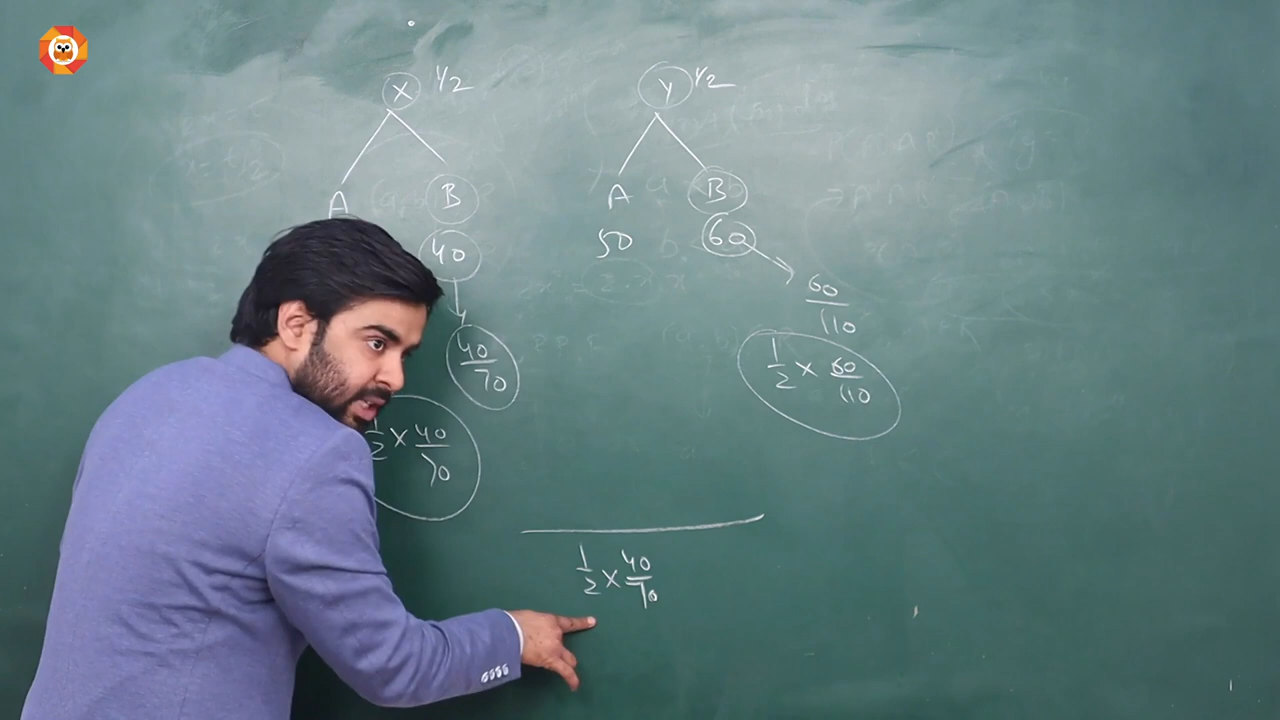 X 1/2
Y 1/2
A B
A B
40
50 60
60/110
40/70
1/2 × 60/110
1/2 × 40/70
1/2 × 40/70